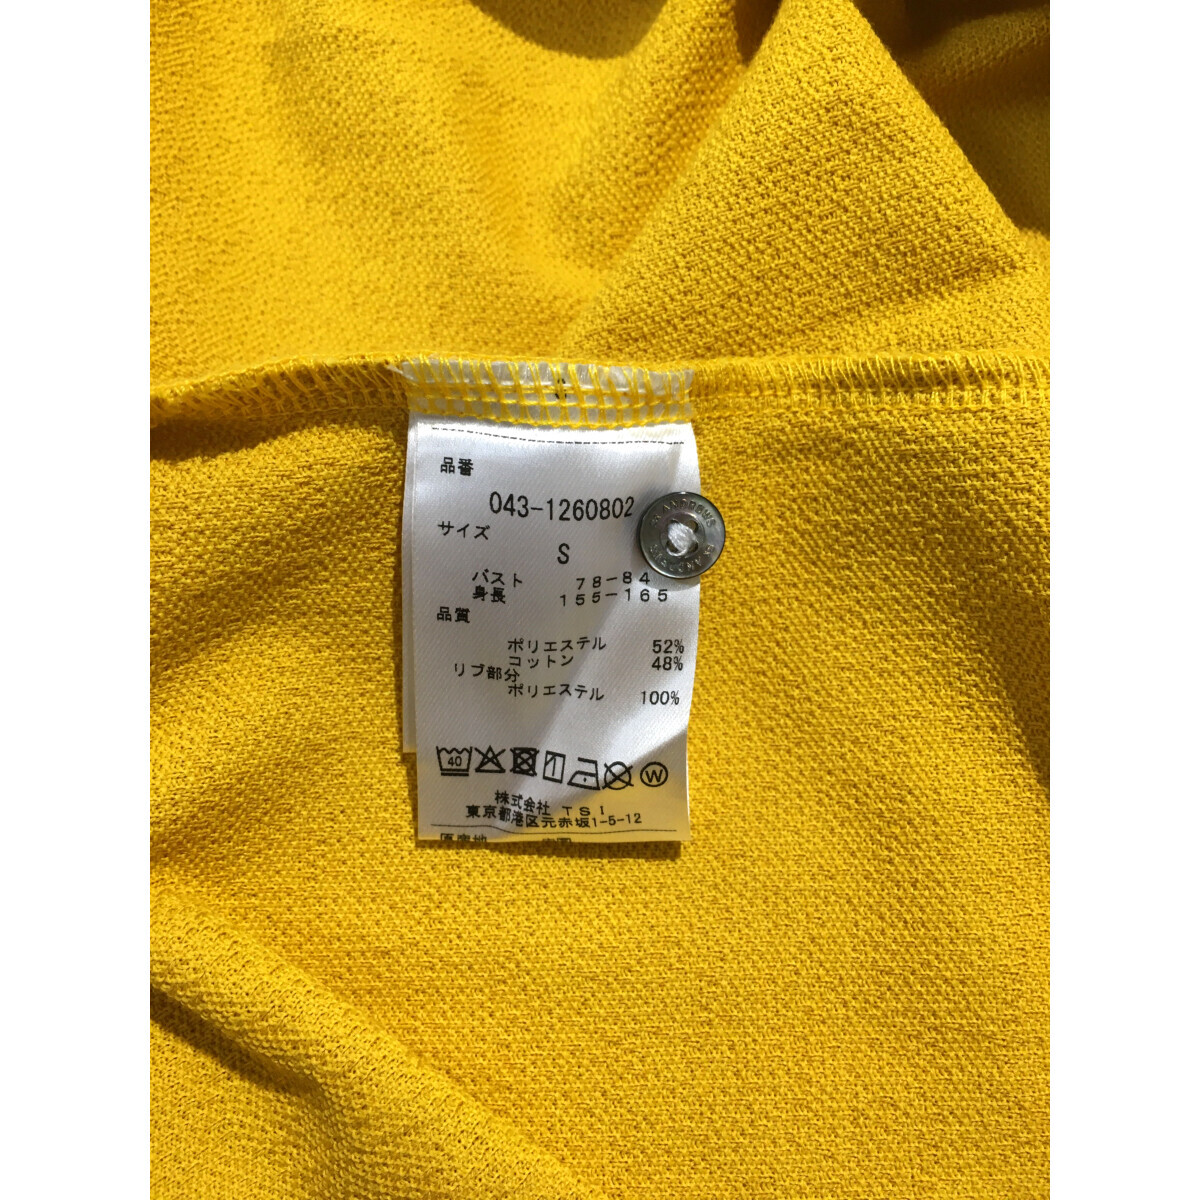 品番
043-1260802
サイズ
S
バスト 78-84
身長 155-165
品質
ポリエステル 52%
コットン 48%
リブ部分
ポリエステル 100%
40
W
株式会社 TSI
東京都港区元赤坂1-5-12